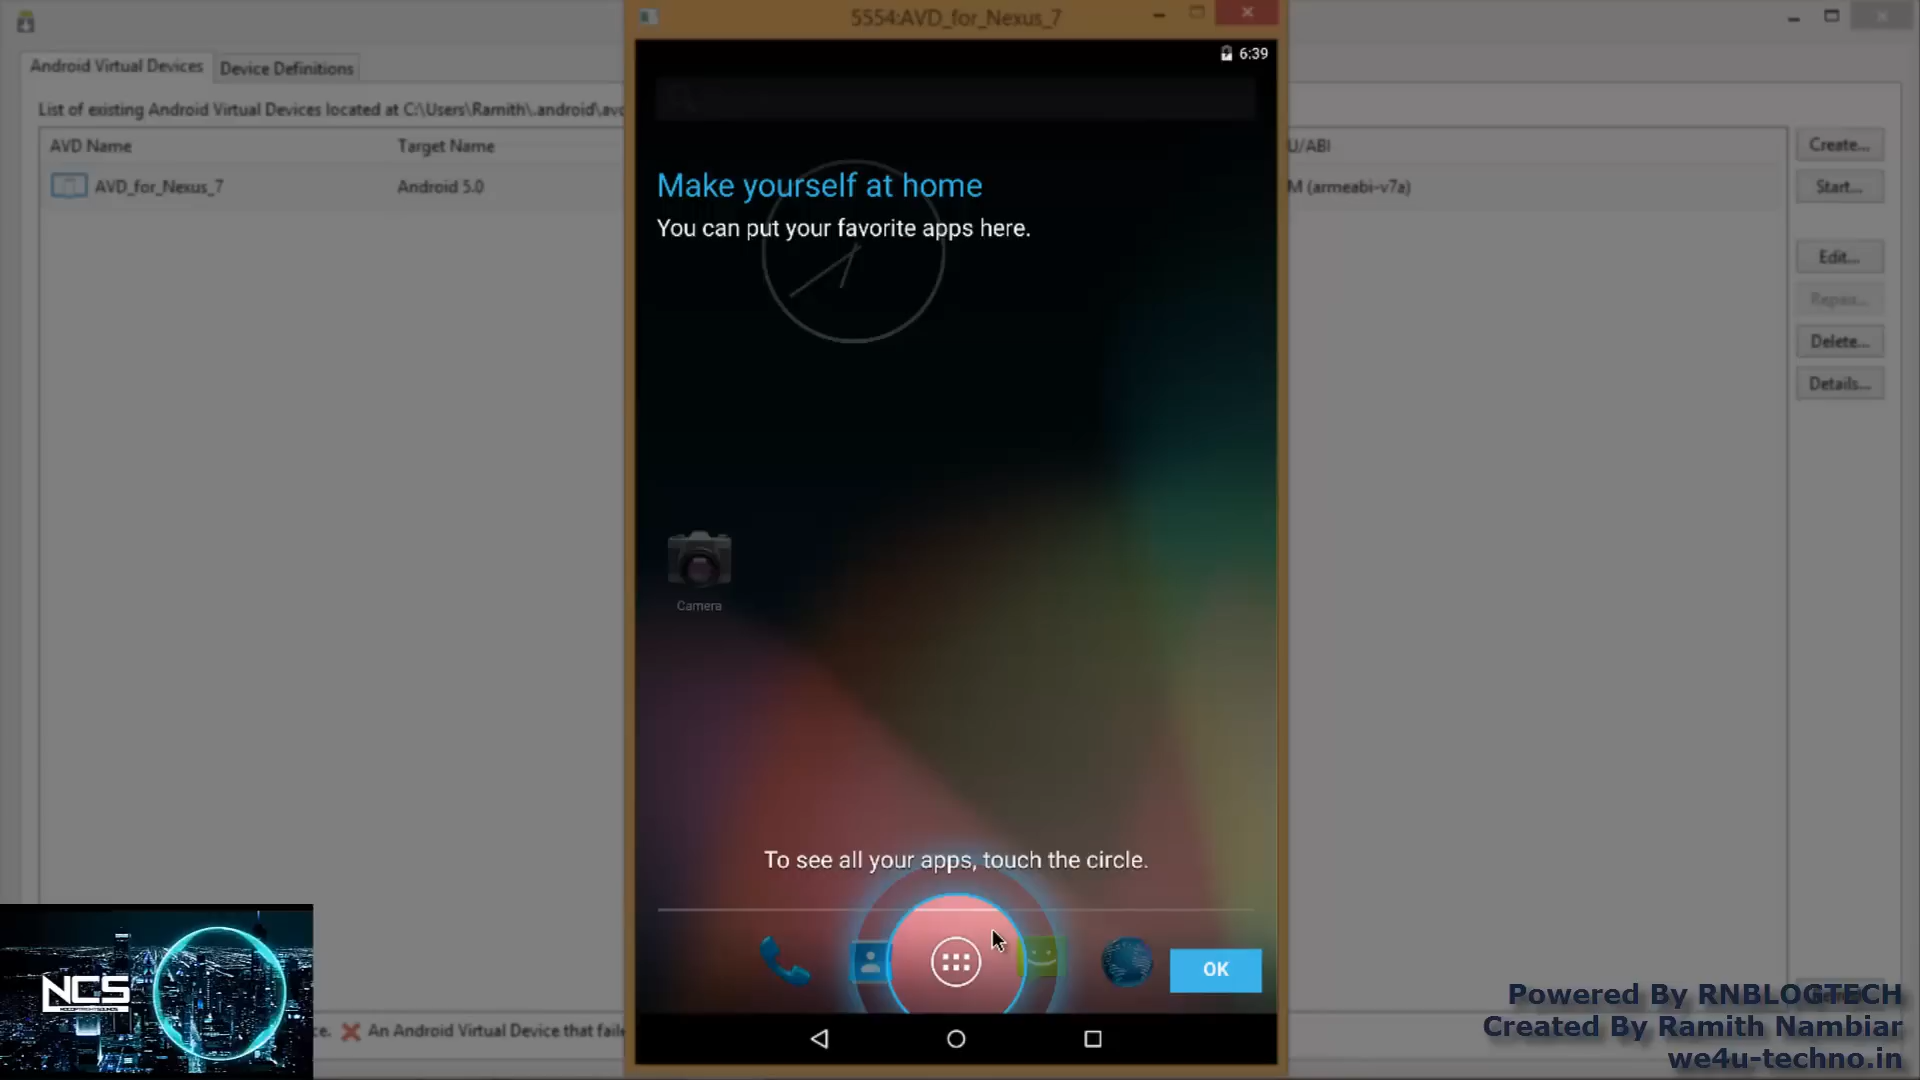 5554:AVD_for_Nexus_7
Android Virtual Devices
Device Definitions
List of existing Android Virtual Devices located at C:\Users\Ramith\.android\avd
AVD Name
Target Name
U/ABI
AVD_for_Nexus_7
Android 5.0
M (armeabi-v7a)
Create...
Start...
Edit...
Repair...
Delete...
Details...
6:39
Make yourself at home
You can put your favorite apps here.
Camera
To see all your apps, touch the circle.
OK
NCS
An Android Virtual Device that faile
Powered By RNBLOGTECH
Created By Ramith Nambiar
we4u-techno.in